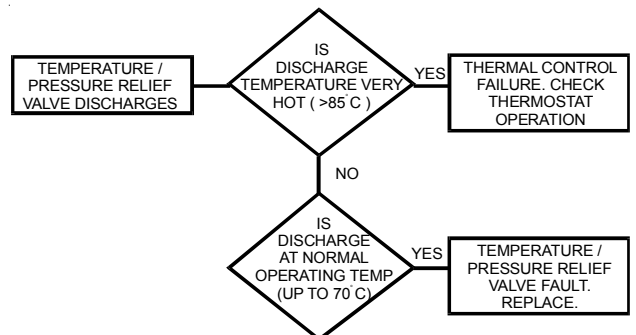 TEMPERATURE /
PRESSURE RELIEF
VALVE DISCHARGES
IS
DISCHARGE
TEMPERATURE VERY
HOT ( >85°C )
YES
THERMAL CONTROL
FAILURE. CHECK
THERMOSTAT
OPERATION
NO
IS
DISCHARGE
AT NORMAL
OPERATING TEMP
(UP TO 70°C)
YES
TEMPERATURE /
PRESSURE RELIEF
VALVE FAULT.
REPLACE.